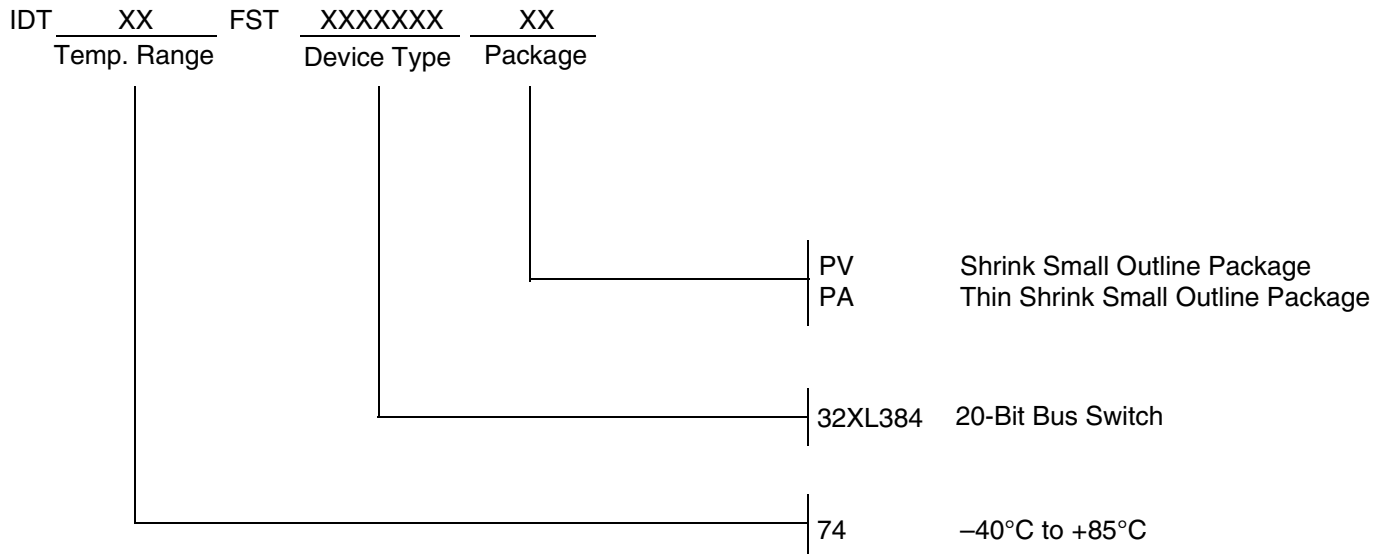 IDT XX FST XXXXXXX XX
Temp. Range Device Type Package
PV Shrink Small Outline Package
PA Thin Shrink Small Outline Package
32XL384 20-Bit Bus Switch
74 –40°C to +85°C